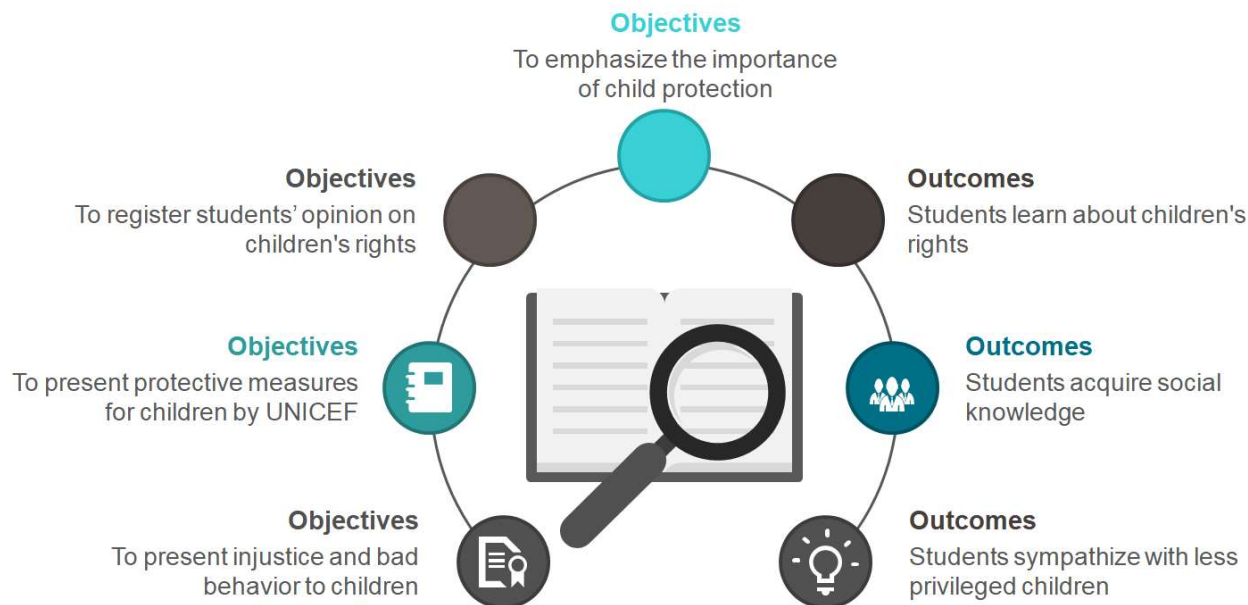 Objectives
To emphasize the importance
of child protection
Objectives
To register students’ opinion on
children's rights
Outcomes
Students learn about children's
rights
Objectives
To present protective measures
for children by UNICEF
Outcomes
Students acquire social
knowledge
Objectives
To present injustice and bad
behavior to children
Outcomes
Students sympathize with less
privileged children